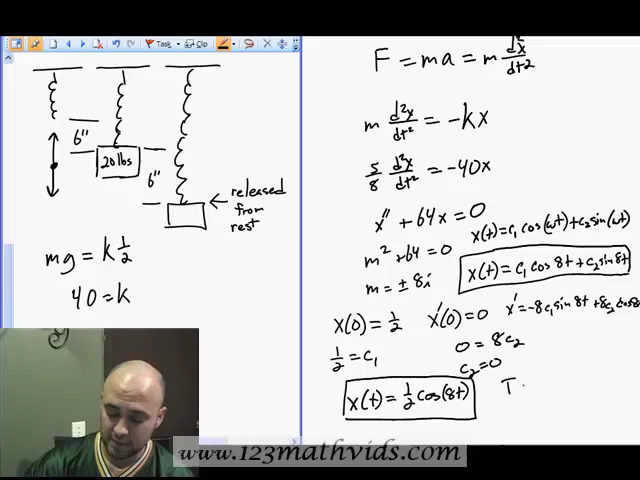 Task
Clip
6"
20 lbs
6"
released
from
rest
mg = k 1/2
40 = k
F = ma = m d²x/dt²
m d²x/dt² = -kx
5/8 d²x/dt² = -40x
x'' + 64x = 0
x(t) = c₁ cos(ωt) + c₂ sin(ωt)
m² + 64 = 0
m = ± 8i
x(t) = c₁ cos 8t + c₂ sin 8t
x(0) = 1/2 x'(0) = 0 x' = -8c₁ sin 8t + 8c₂ cos 8t
1/2 = c₁
0 = 8c₂
c₂ = 0
x(t) = 1/2 cos(8t)
T
www.123mathvids.com